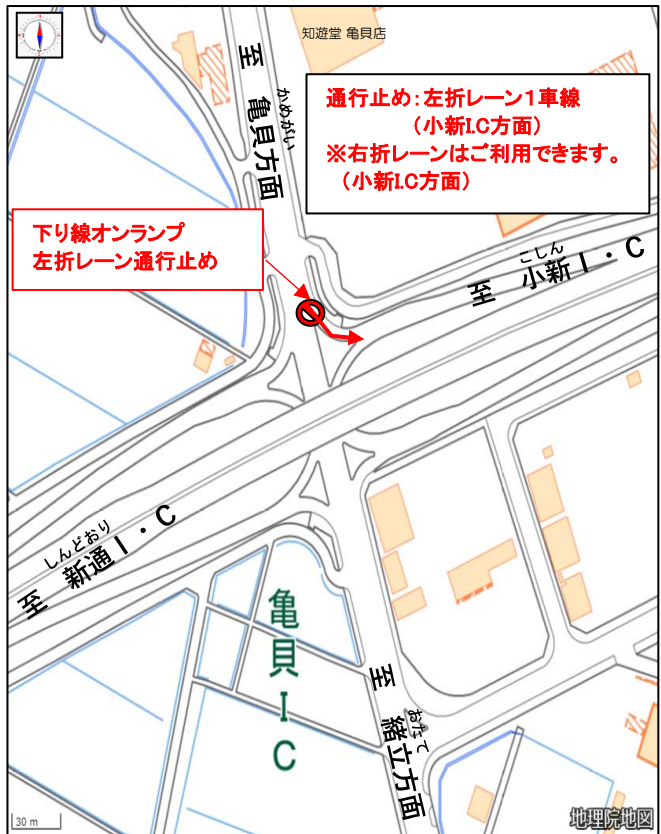 知遊堂 亀貝店
至 亀貝方面
かめがい
通行止め：左折レーン１車線
（小新I.C方面）
※右折レーンはご利用できます。
（小新I.C方面）
下り線オンランプ
左折レーン通行止め
こしん
至 小新Ｉ・Ｃ
しんどおり
至 新通Ｉ・Ｃ
亀貝ＩＣ
おたて
至 緒立方面
30 m
地理院地図